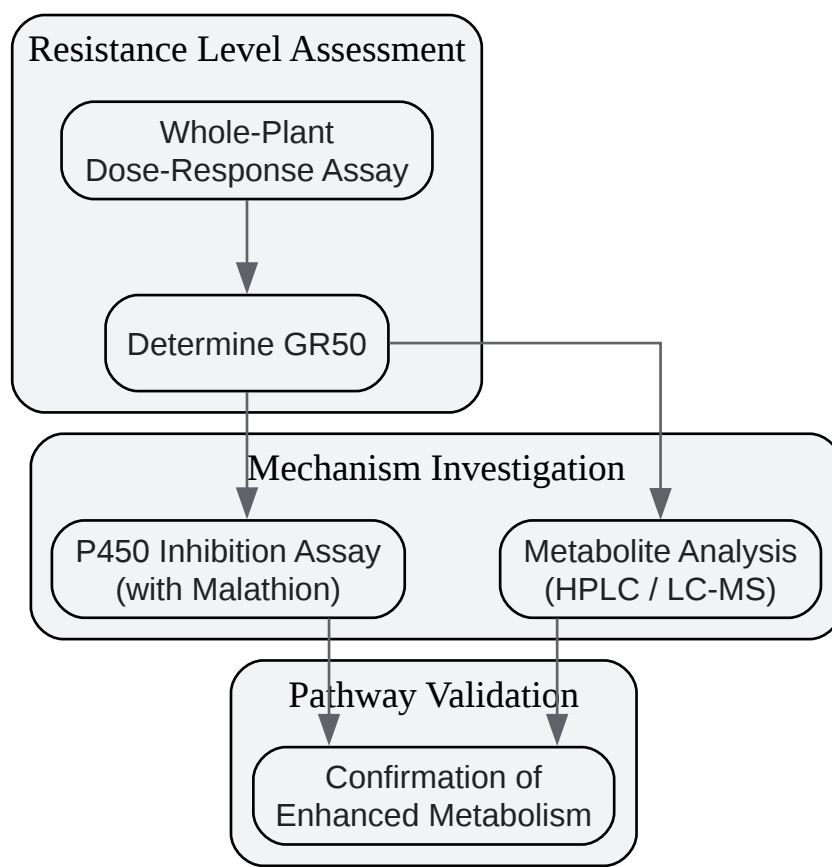 Resistance Level Assessment
Whole-Plant
Dose-Response Assay
Determine GR50
Mechanism Investigation
P450 Inhibition Assay
(with Malathion)
Metabolite Analysis
(HPLC / LC-MS)
Pathway Validation
Confirmation of
Enhanced Metabolism